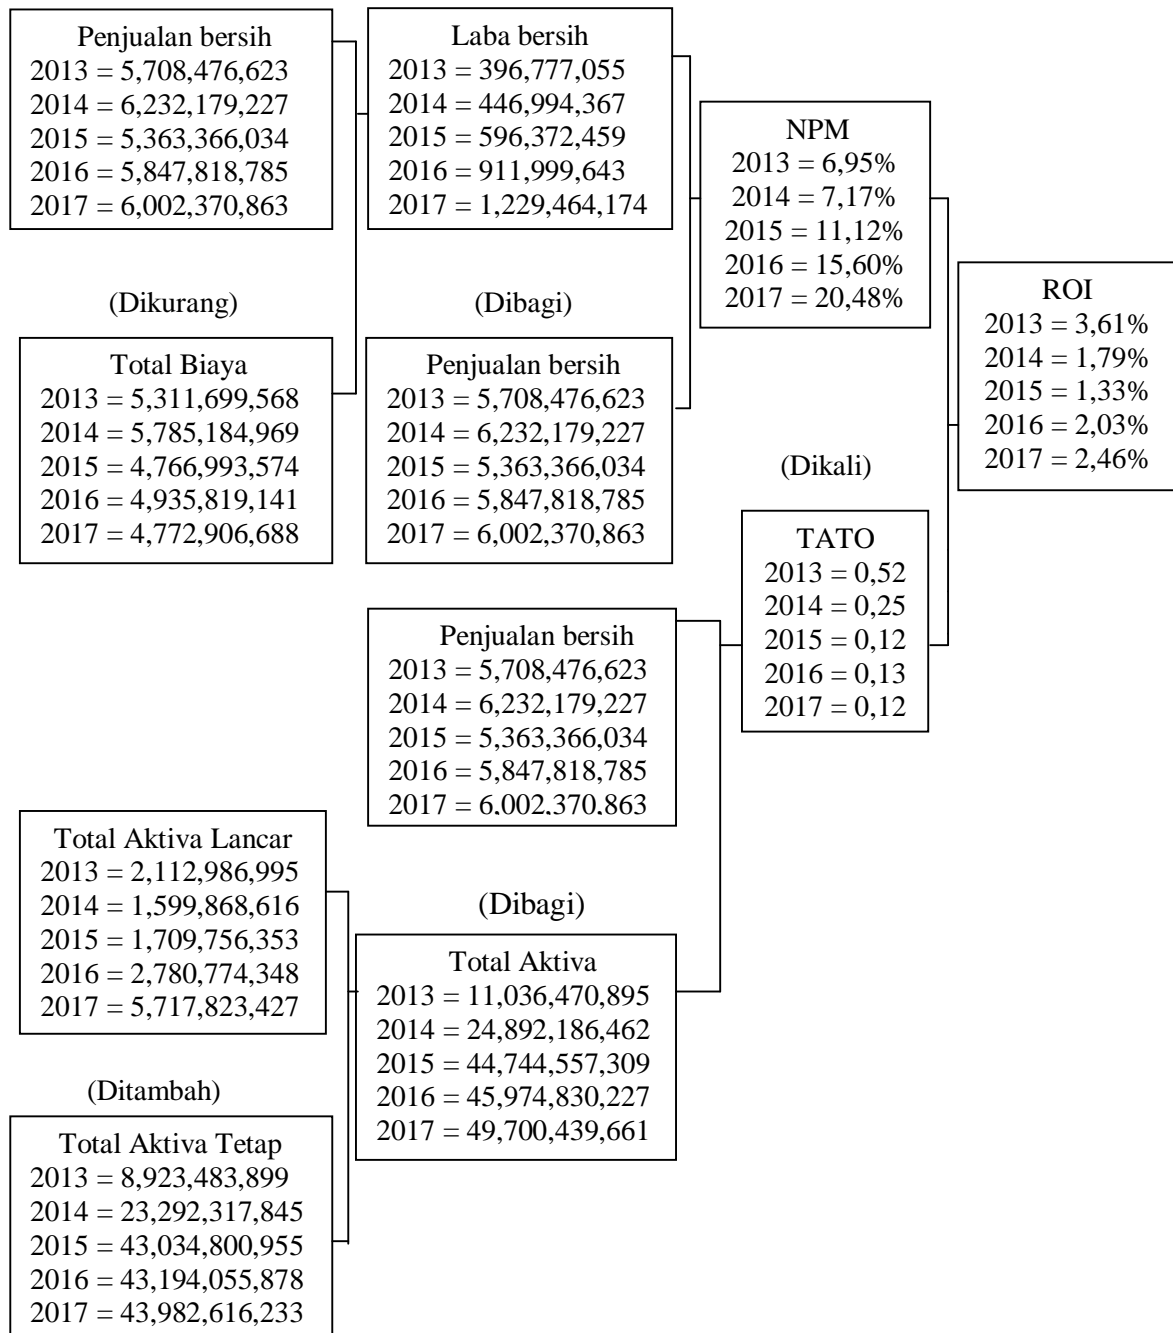 Penjualan bersih
2013 = 5,708,476,623
2014 = 6,232,179,227
2015 = 5,363,366,034
2016 = 5,847,818,785
2017 = 6,002,370,863
(Dikurang)
Total Biaya
2013 = 5,311,699,568
2014 = 5,785,184,969
2015 = 4,766,993,574
2016 = 4,935,819,141
2017 = 4,772,906,688
Laba bersih
2013 = 396,777,055
2014 = 446,994,367
2015 = 596,372,459
2016 = 911,999,643
2017 = 1,229,464,174
(Dibagi)
Penjualan bersih
2013 = 5,708,476,623
2014 = 6,232,179,227
2015 = 5,363,366,034
2016 = 5,847,818,785
2017 = 6,002,370,863
NPM
2013 = 6,95%
2014 = 7,17%
2015 = 11,12%
2016 = 15,60%
2017 = 20,48%
(Dikali)
ROI
2013 = 3,61%
2014 = 1,79%
2015 = 1,33%
2016 = 2,03%
2017 = 2,46%
TATO
2013 = 0,52
2014 = 0,25
2015 = 0,12
2016 = 0,13
2017 = 0,12
Penjualan bersih
2013 = 5,708,476,623
2014 = 6,232,179,227
2015 = 5,363,366,034
2016 = 5,847,818,785
2017 = 6,002,370,863
(Dibagi)
Total Aktiva
2013 = 11,036,470,895
2014 = 24,892,186,462
2015 = 44,744,557,309
2016 = 45,974,830,227
2017 = 49,700,439,661
Total Aktiva Lancar
2013 = 2,112,986,995
2014 = 1,599,868,616
2015 = 1,709,756,353
2016 = 2,780,774,348
2017 = 5,717,823,427
(Ditambah)
Total Aktiva Tetap
2013 = 8,923,483,899
2014 = 23,292,317,845
2015 = 43,034,800,955
2016 = 43,194,055,878
2017 = 43,982,616,233